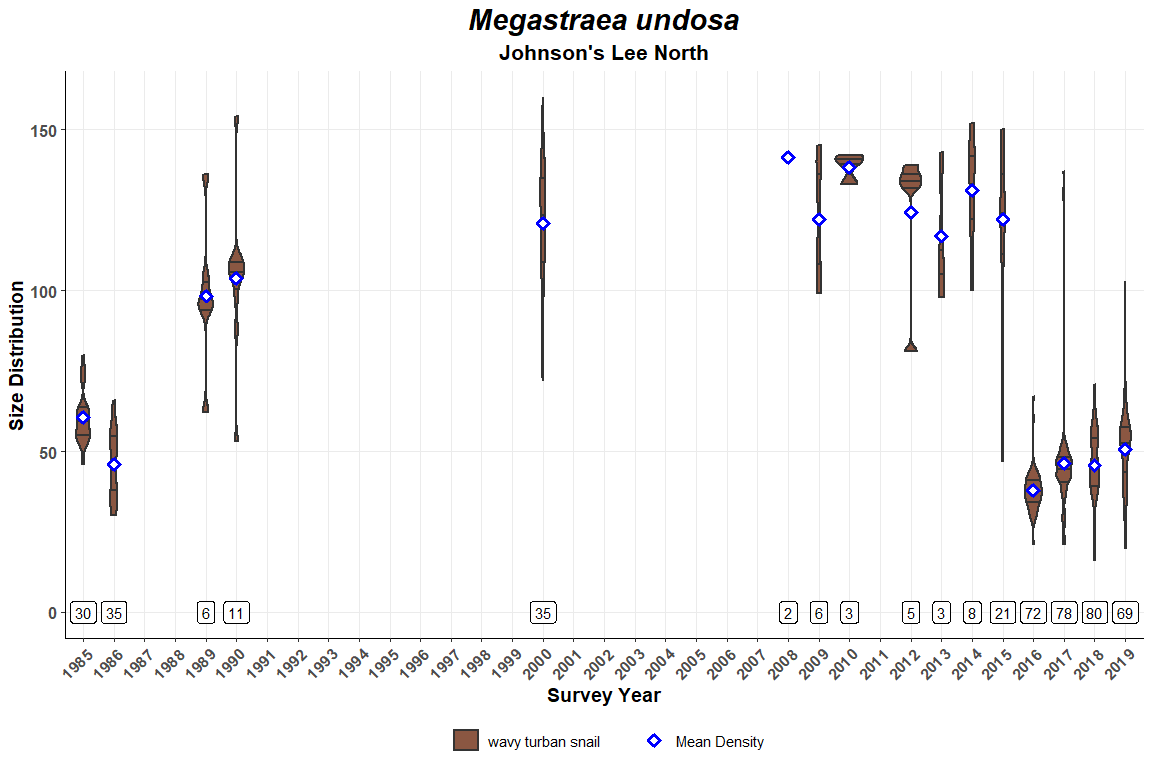 Megastraea undosa
Johnson's Lee North
Size Distribution
150
100
50
0
30 35 6 11 35 2 6 3 5 3 8 21 72 78 80 69
1985 1986 1987 1988 1989 1990 1991 1992 1993 1994 1995 1996 1997 1998 1999 2000 2001 2002 2003 2004 2005 2006 2007 2008 2009 2010 2011 2012 2013 2014 2015 2016 2017 2018 2019
Survey Year
wavy turban snail Mean Density